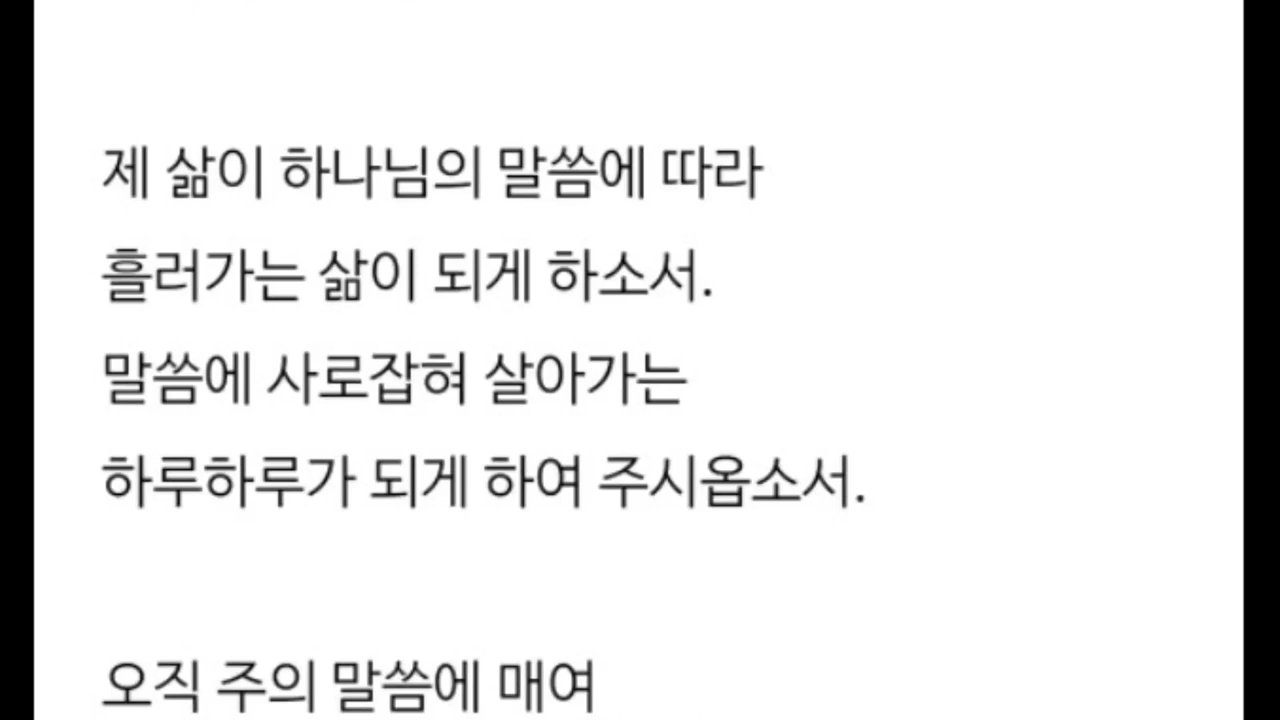 제 삶이 하나님의 말씀에 따라
흘러가는 삶이 되게 하소서.
말씀에 사로잡혀 살아가는
하루하루가 되게 하여 주시옵소서.
오직 주의 말씀에 매여